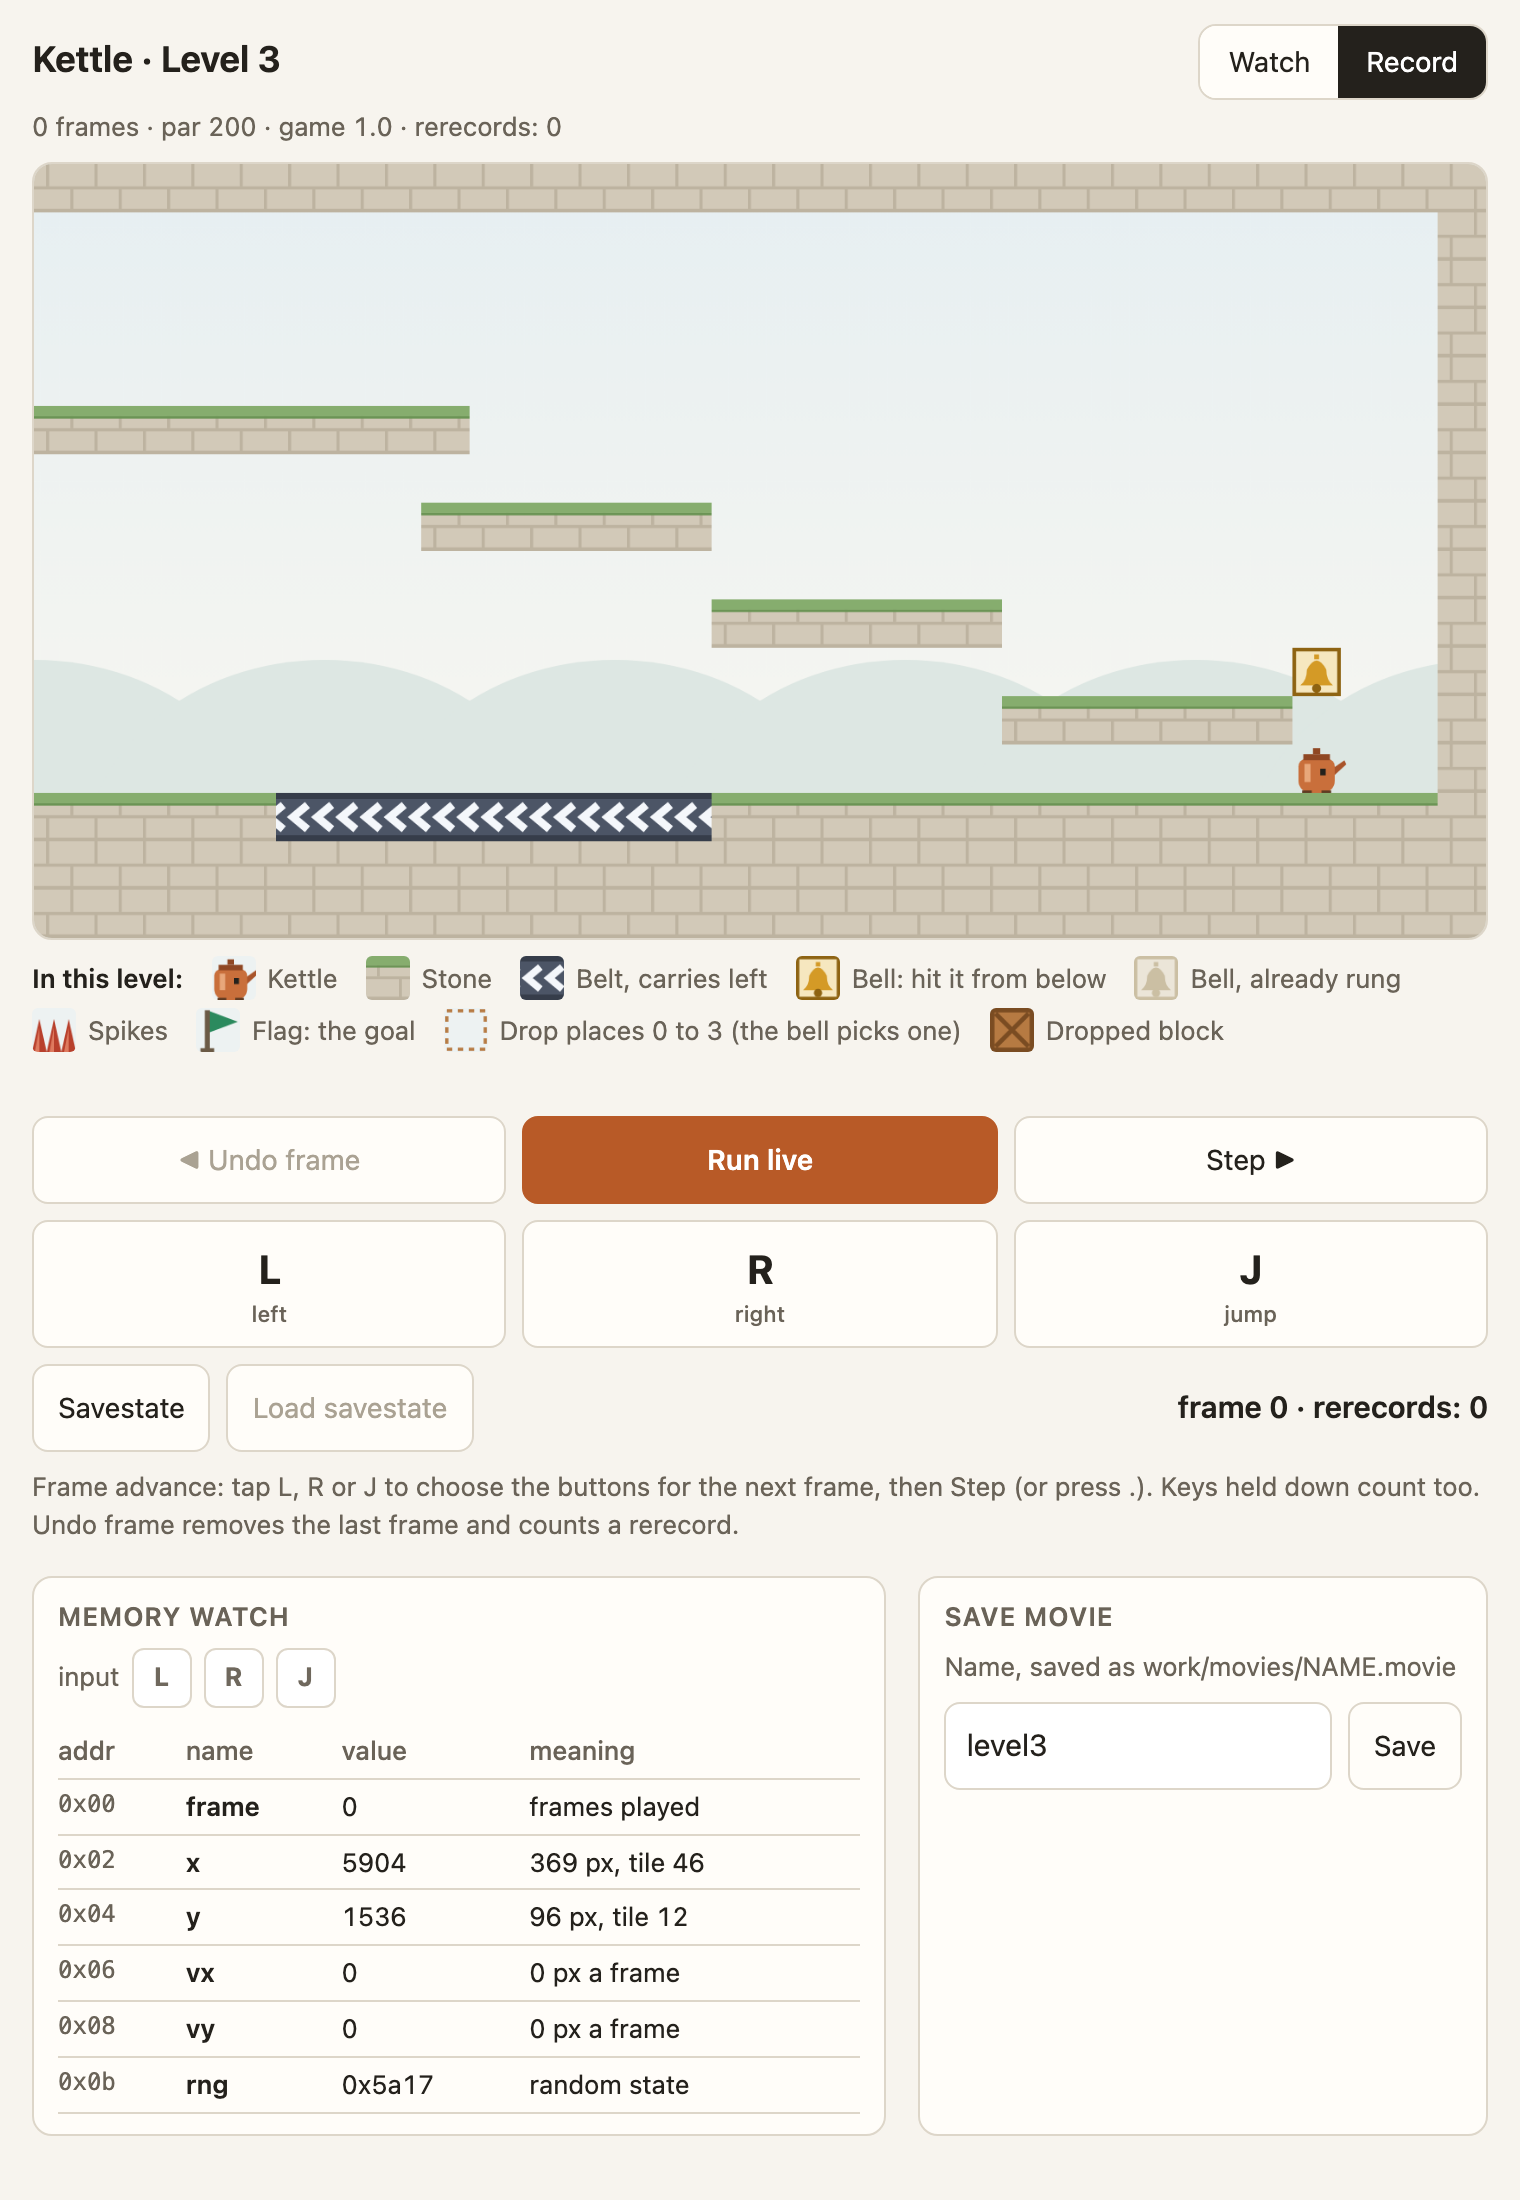 Kettle · Level 3
Watch
Record
0 frames · par 200 · game 1.0 · rerecords: 0
In this level:
Kettle
Stone
Belt, carries left
Bell: hit it from below
Bell, already rung
Spikes
Flag: the goal
Drop places 0 to 3 (the bell picks one)
Dropped block
◀ Undo frame
Run live
Step ▶
L
left
R
right
J
jump
Savestate
Load savestate
frame 0 · rerecords: 0
Frame advance: tap L, R or J to choose the buttons for the next frame, then Step (or press .). Keys held down count too.
Undo frame removes the last frame and counts a rerecord.
MEMORY WATCH
input L R J
addr name value meaning
0x00 frame 0 frames played
0x02 x 5904 369 px, tile 46
0x04 y 1536 96 px, tile 12
0x06 vx 0 0 px a frame
0x08 vy 0 0 px a frame
0x0b rng 0x5a17 random state
SAVE MOVIE
Name, saved as work/movies/NAME.movie
level3
Save